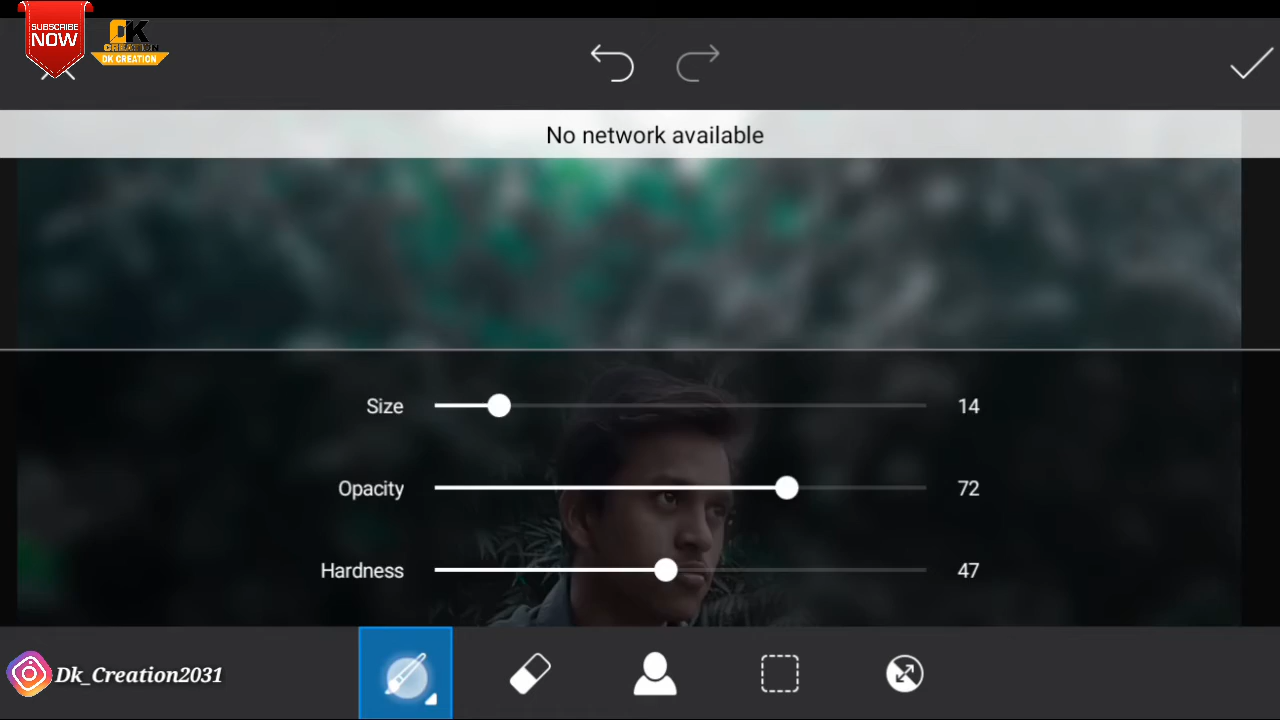 SUBSCRIBE
NOW
DK
CREATION
DK CREATION
No network available
Size 14
Opacity 72
Hardness 47
Dk_Creation2031